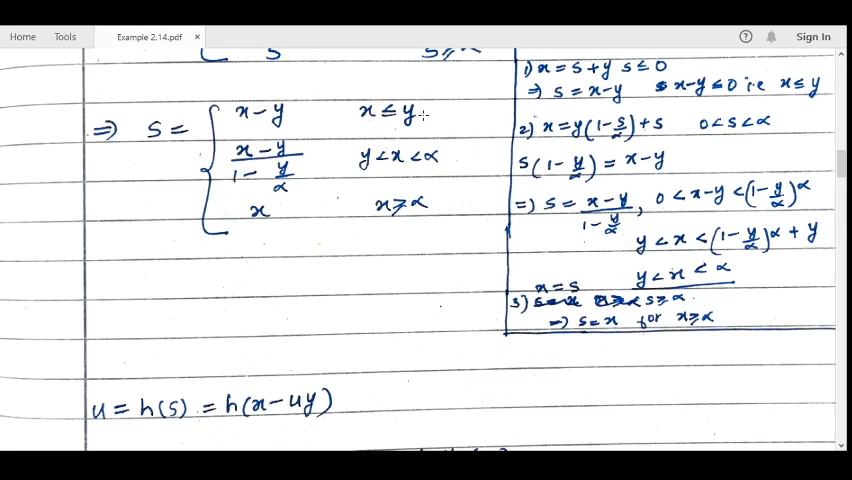 Home Tools Example 2.14.pdf × Sign In
s s ≥ α
⇒ s = { x - y x ≤ y
x - y / 1 - y/α y < x < α
x x ≥ α
1) x = s + y s ≤ 0
⇒ s = x - y x - y ≤ 0 i.e x ≤ y
2) x = y(1 - s/α) + s 0 < s < α
s(1 - y/α) = x - y
⇒ s = x - y / 1 - y/α , 0 < x - y < (1 - y/α)α
y < x < (1 - y/α)α + y
y < x < α
x = s
3) s ≥ α
⇒ s = x for x ≥ α
u = h(s) = h(x - uy)